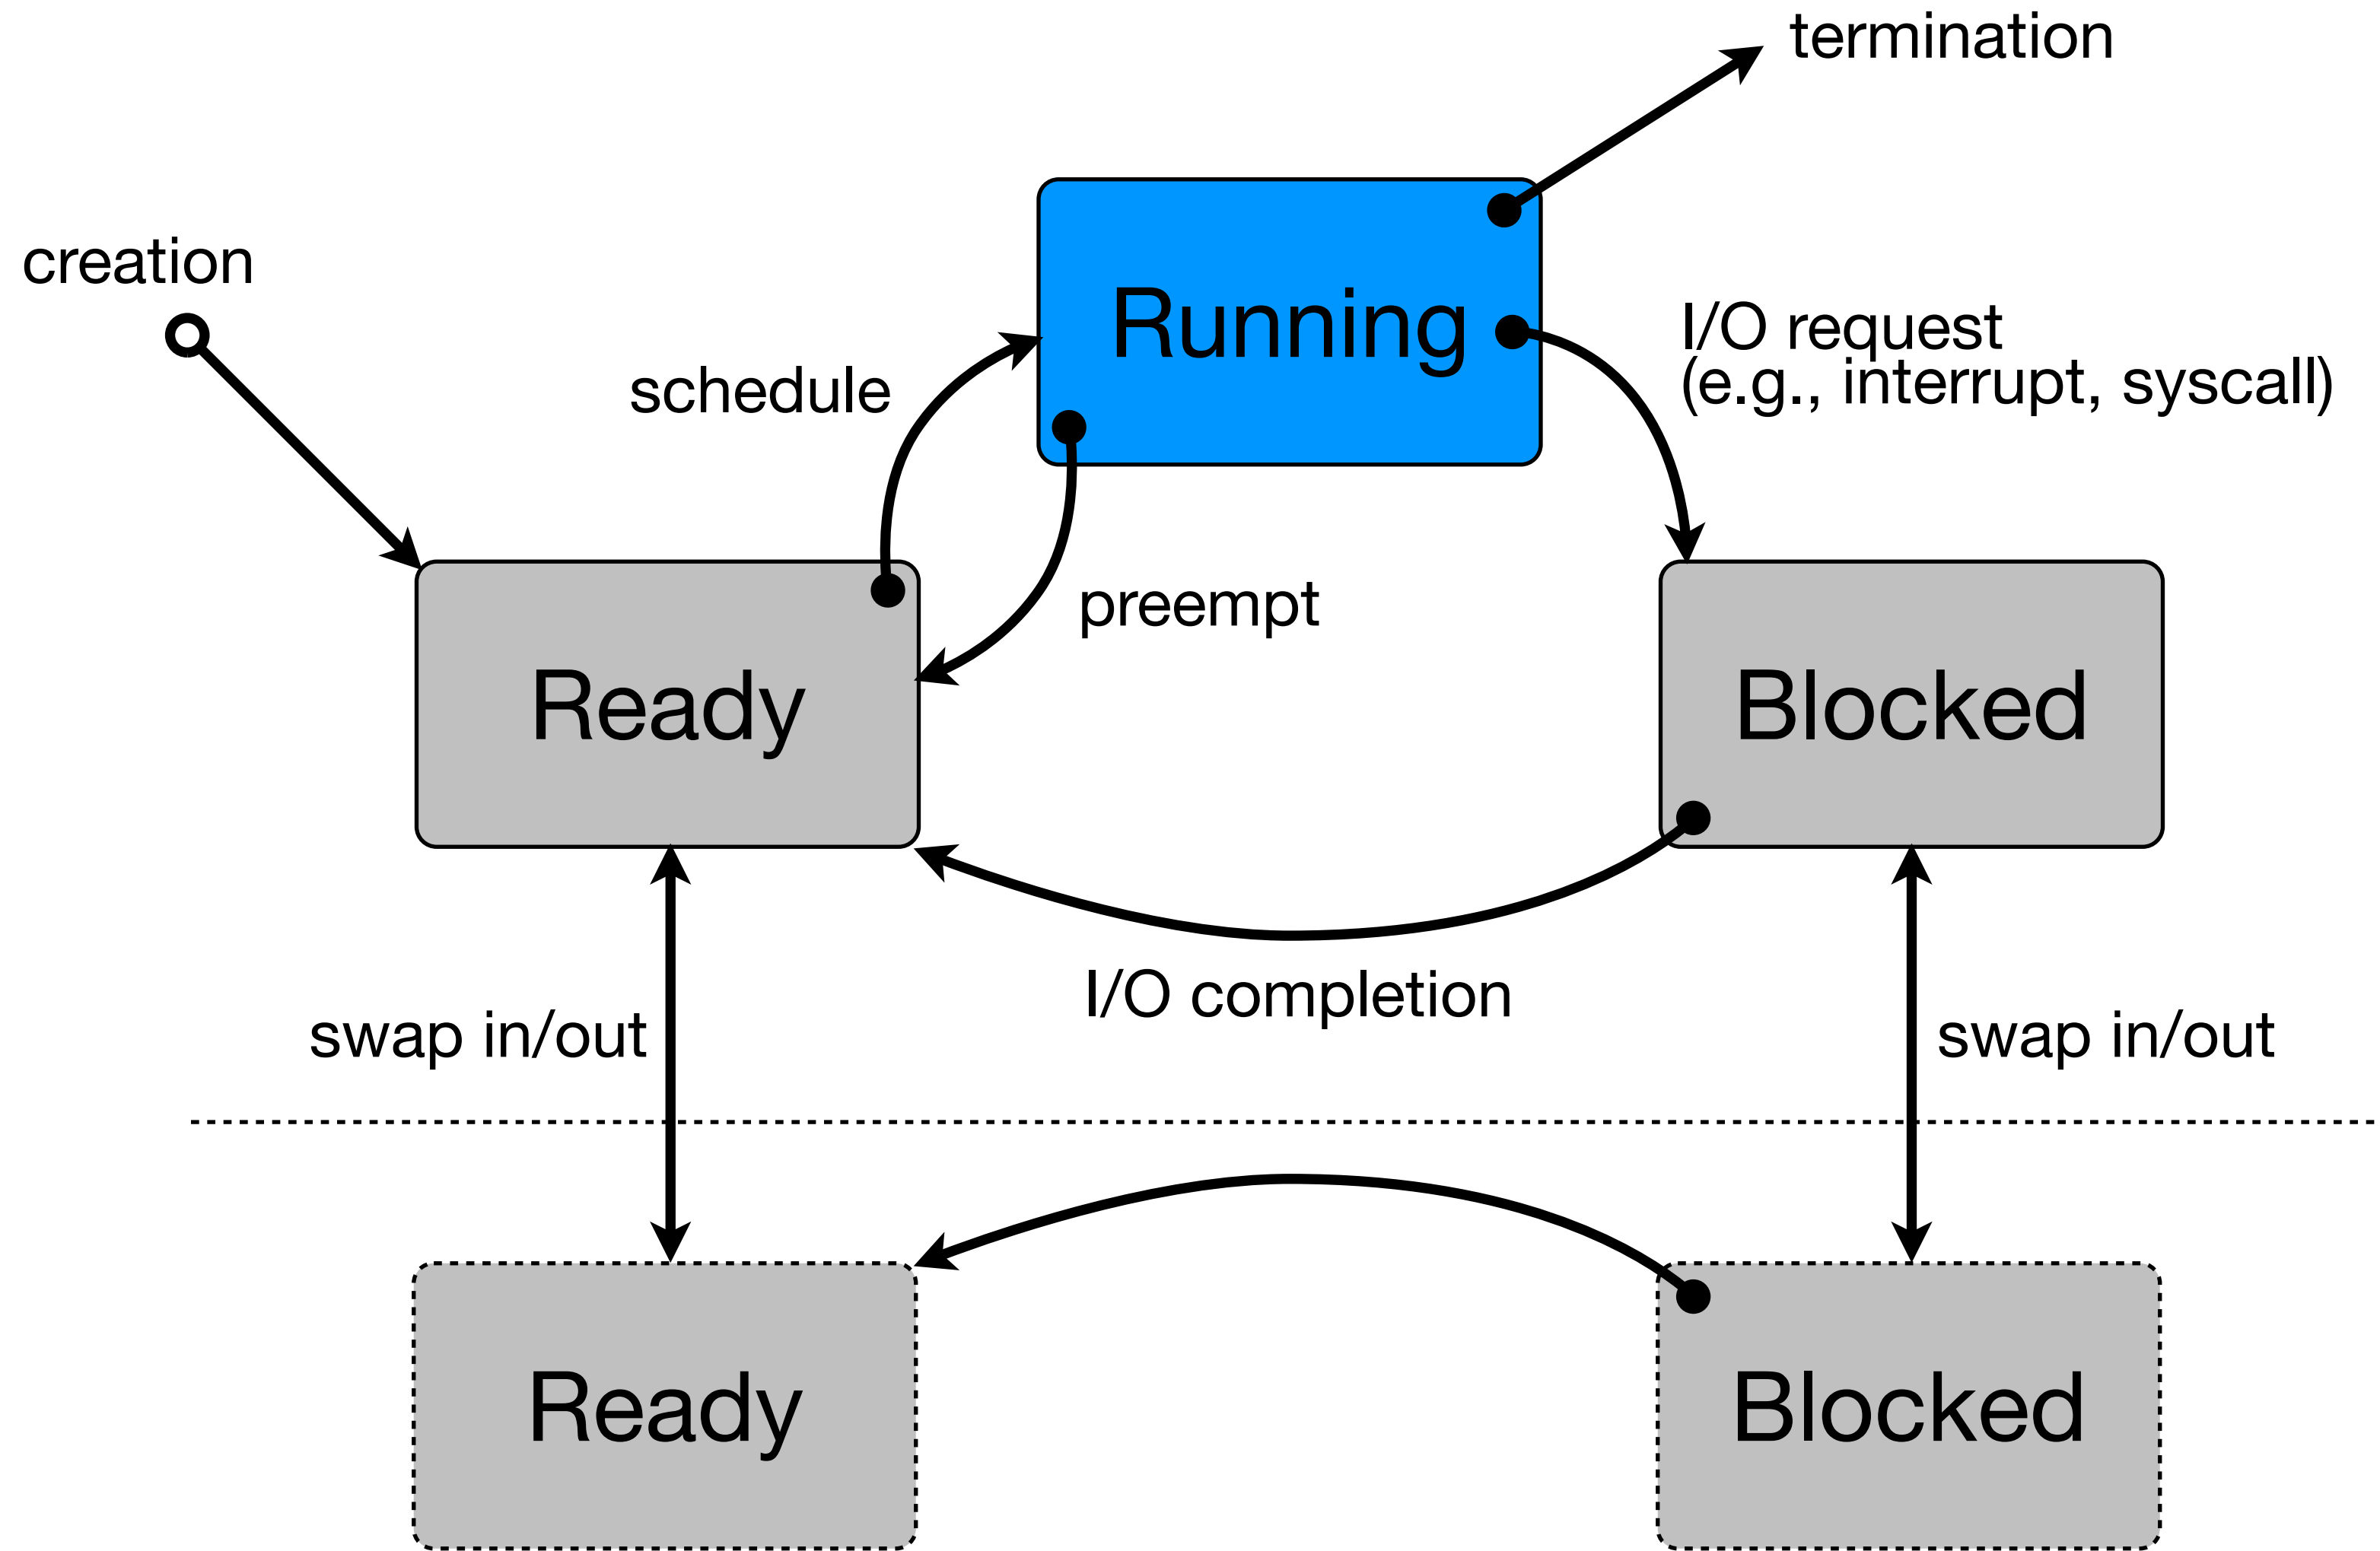 termination
creation
Running
I/O request
(e.g., interrupt, syscall)
schedule
preempt
Ready
Blocked
I/O completion
swap in/out
swap in/out
Ready
Blocked